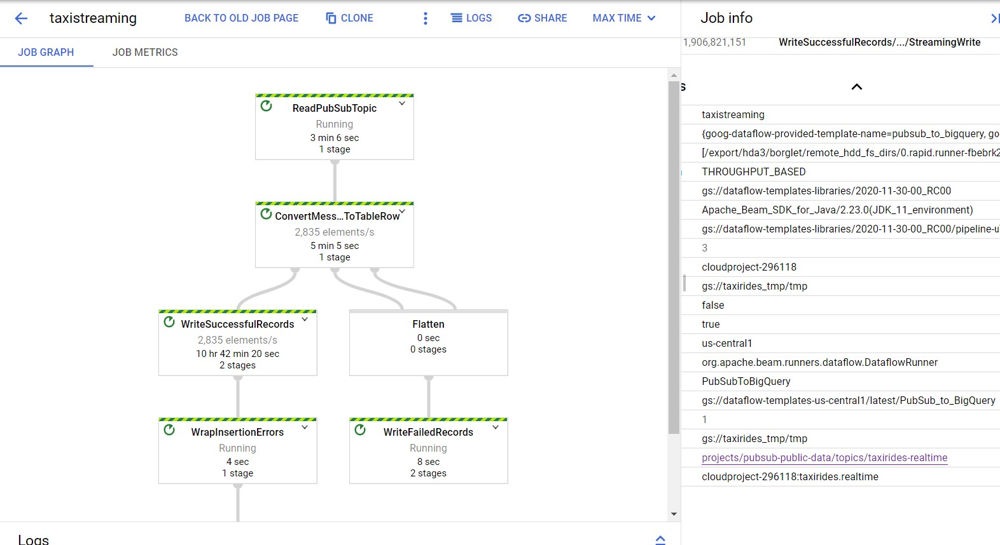 taxistreaming
BACK TO OLD JOB PAGE
CLONE
LOGS
SHARE
MAX TIME
JOB GRAPH
JOB METRICS
ReadPubSubTopic
Running
3 min 6 sec
1 stage
ConvertMess...ToTableRow
2,835 elements/s
5 min 5 sec
1 stage
WriteSuccessfulRecords
2,835 elements/s
10 hr 42 min 20 sec
2 stages
Flatten
0 sec
0 stages
WrapInsertionErrors
Running
4 sec
1 stage
WriteFailedRecords
Running
8 sec
2 stages
Logs
Job info
1,906,821,151 WriteSuccessfulRecords/.../StreamingWrite
s
taxistreaming
{goog-dataflow-provided-template-name=pubsub_to_bigquery, go
[/export/hda3/borglet/remote_hdd_fs_dirs/0.rapid.runner-fbebrk2
THROUGHPUT_BASED
gs://dataflow-templates-libraries/2020-11-30-00_RC00
Apache_Beam_SDK_for_Java/2.23.0(JDK_11_environment)
gs://dataflow-templates-libraries/2020-11-30-00_RC00/pipeline-u
3
cloudproject-296118
gs://taxirides_tmp/tmp
false
true
us-central1
org.apache.beam.runners.dataflow.DataflowRunner
PubSubToBigQuery
gs://dataflow-templates-us-central1/latest/PubSub_to_BigQuery
1
gs://taxirides_tmp/tmp
projects/pubsub-public-data/topics/taxirides-realtime
cloudproject-296118:taxirides.realtime